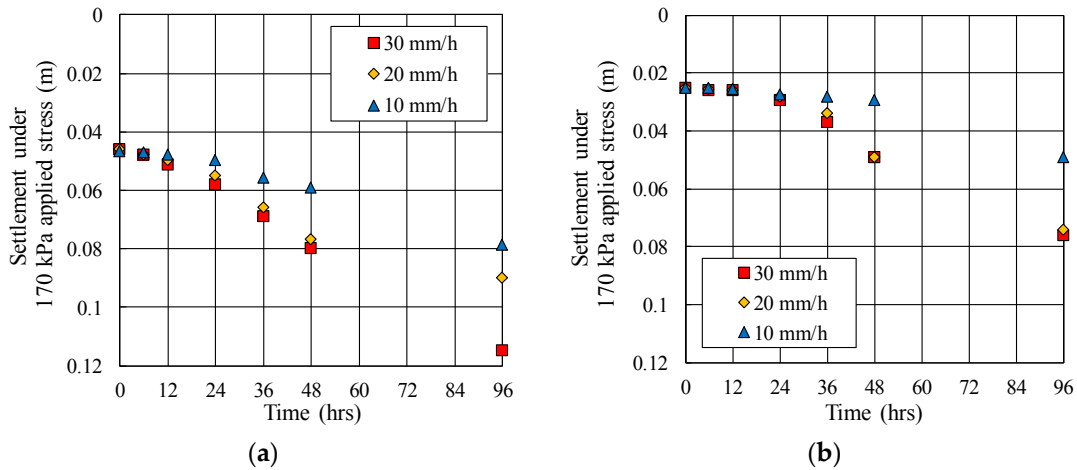 Settlement under
170 kPa applied stress (m)
0
0.02
0.04
0.06
0.08
0.1
0.12
30 mm/h
20 mm/h
10 mm/h
0 12 24 36 48 60 72 84 96
Time (hrs)
(a)
Settlement under
170 kPa applied stress (m)
0
0.02
0.04
0.06
0.08
0.1
0.12
30 mm/h
20 mm/h
10 mm/h
0 12 24 36 48 60 72 84 96
Time (hrs)
(b)